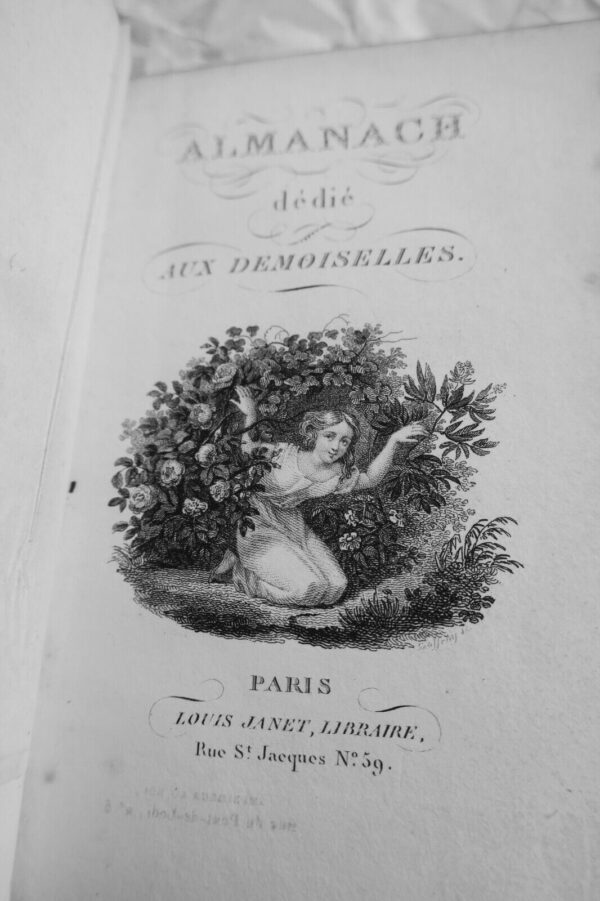 ALMANACH
dédié
AUX DEMOISELLES.
PARIS
LOUIS JANET, LIBRAIRE,
Rue St. Jacques No. 59.